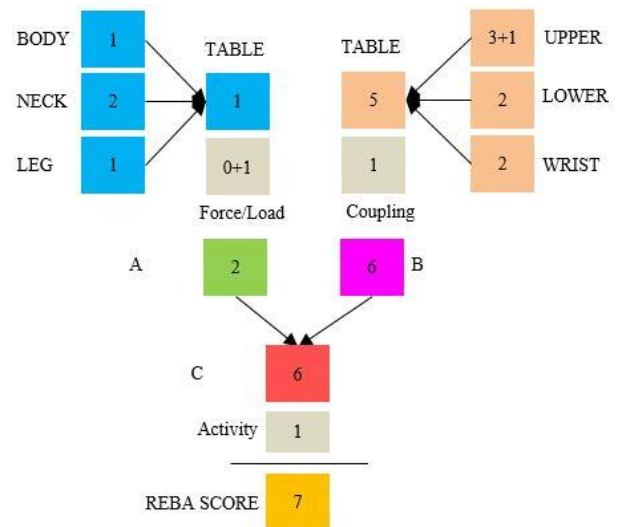 BODY 1 TABLE TABLE 3+1 UPPER
NECK 2 1 5 2 LOWER
LEG 1 0+1 1 2 WRIST
Force/Load Coupling
A 2 6 B
C 6
Activity 1
REBA SCORE 7